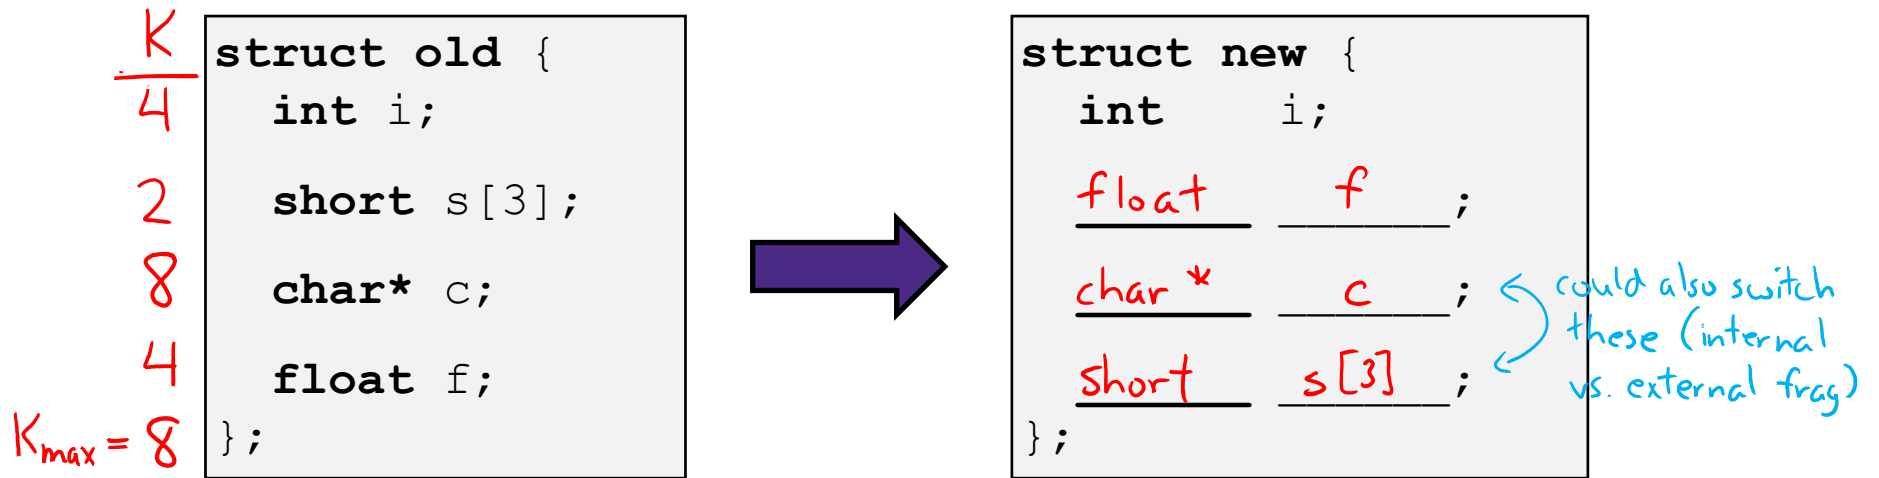 K
4
2
8
4
Kmax = 8
struct old {
int i;
short s[3];
char* c;
float f;
};
struct new {
int i;
float f;
char* c;
short s[3];
};
could also switch
these (internal
vs. external frag)